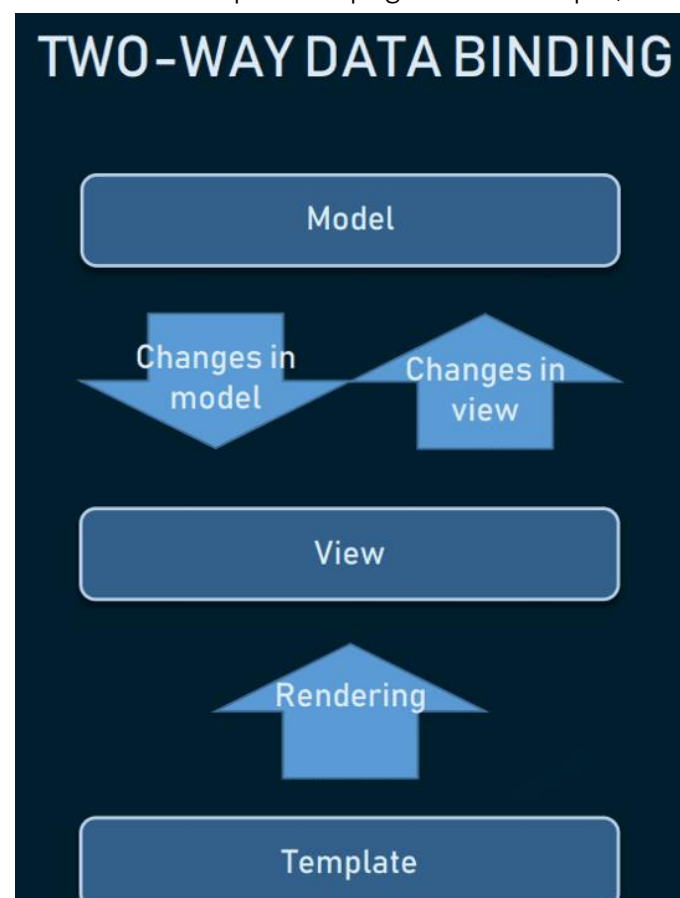 TWO-WAY DATA BINDING
Model
Changes in
model
Changes in
view
View
Rendering
Template